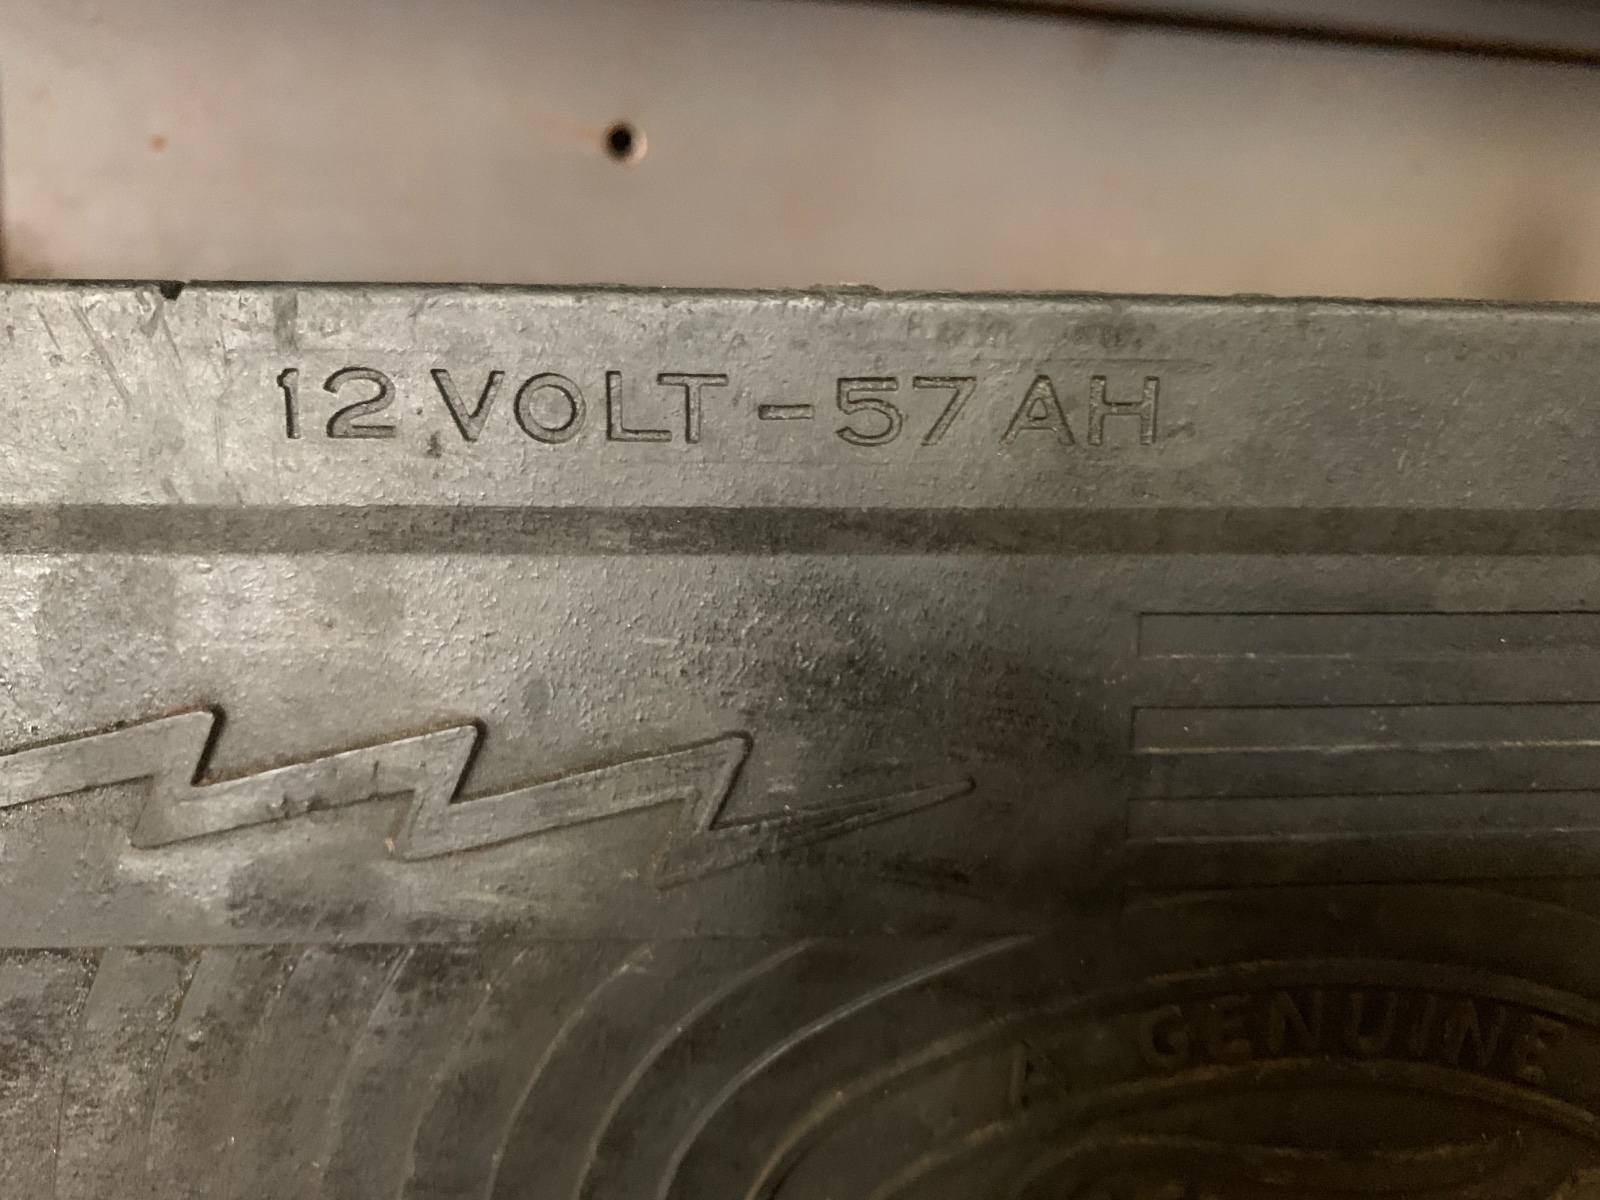 12 VOLT - 57 AH
A GENUINE